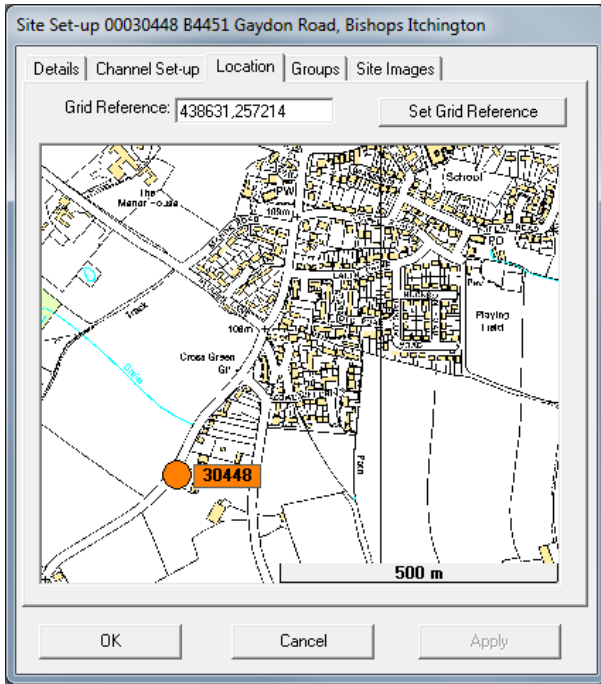 Site Set-up 00030448 B4451 Gaydon Road, Bishops Itchington
Details Channel Set-up Location Groups Site Images
Grid Reference: 438631,257214 Set Grid Reference
School
The
Manor House
PW
109m
PO
Playing
Field
Track
108m
Cross Green
Drain
30448
Path
500 m
OK Cancel Apply